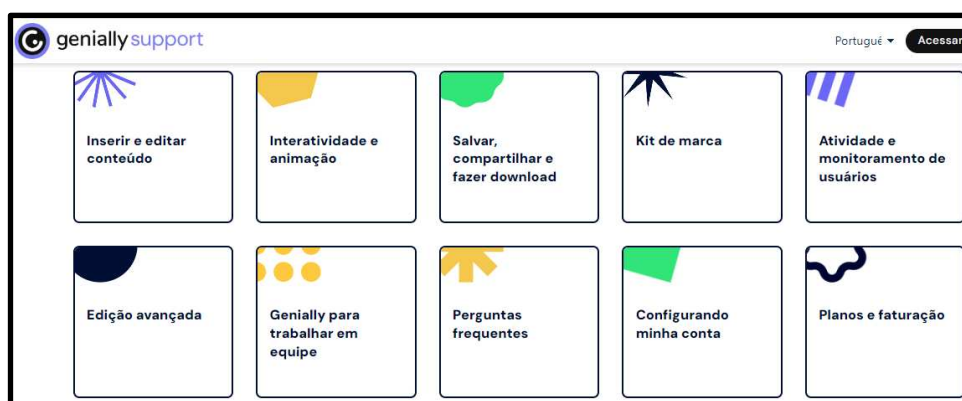 genially support
Portuguê
Acessar
Inserir e editar
conteúdo
Interatividade e
animação
Salvar,
compartilhar e
fazer download
Kit de marca
Atividade e
monitoramento de
usuários
Edição avançada
Genially para
trabalhar em
equipe
Perguntas
frequentes
Configurando
minha conta
Planos e faturação